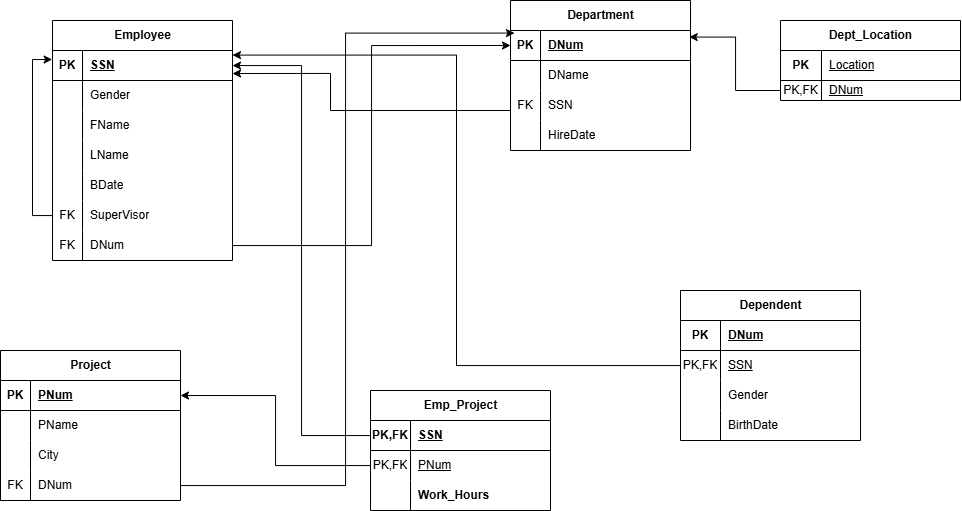 Employee
PK SSN
Gender
FName
LName
BDate
FK SuperVisor
FK DNum
Department
PK DNum
DName
FK SSN
HireDate
Dept_Location
PK Location
PK,FK DNum
Dependent
PK DNum
PK,FK SSN
Gender
BirthDate
Project
PK PNum
PName
City
FK DNum
Emp_Project
PK,FK SSN
PK,FK PNum
Work_Hours